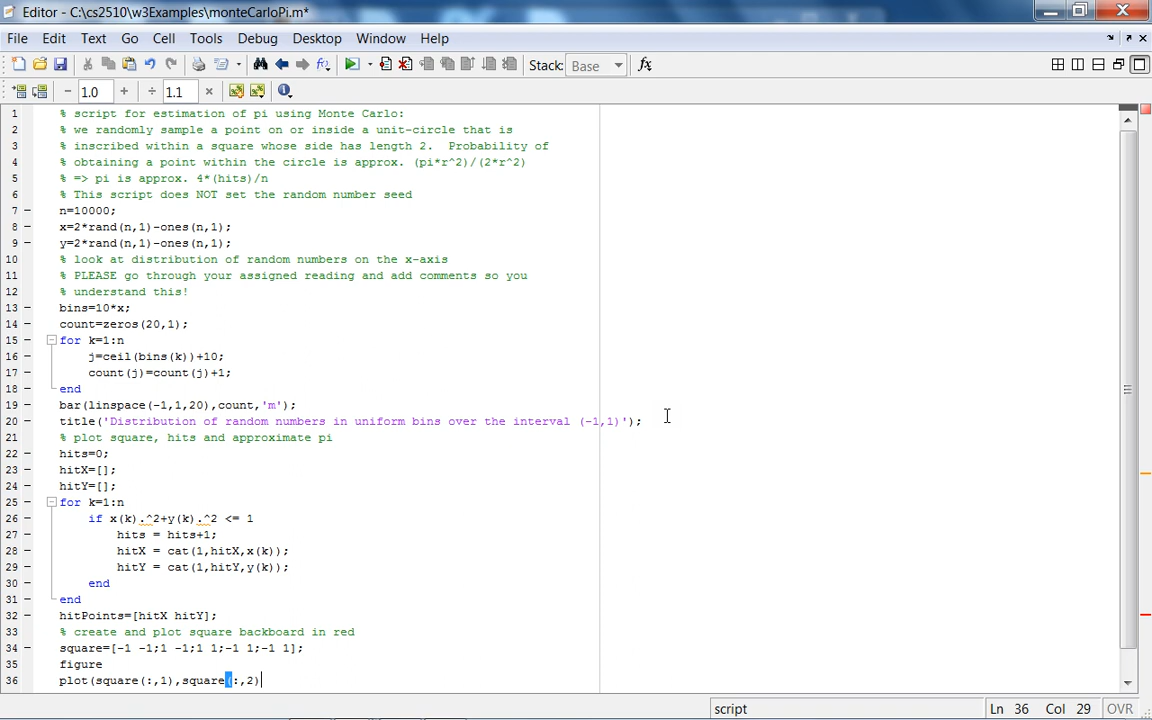 Editor - C:\cs2510\w3Examples\monteCarloPi.m*
File Edit Text Go Cell Tools Debug Desktop Window Help
Stack: Base fx
− 1.0 + ÷ 1.1 ×
1 % script for estimation of pi using Monte Carlo:
2 % we randomly sample a point on or inside a unit-circle that is
3 % inscribed within a square whose side has length 2.  Probability of
4 % obtaining a point within the circle is approx. (pi*r^2)/(2*r^2)
5 % => pi is approx. 4*(hits)/n
6 % This script does NOT set the random number seed
7 − n=10000;
8 − x=2*rand(n,1)-ones(n,1);
9 − y=2*rand(n,1)-ones(n,1);
10 % look at distribution of random numbers on the x-axis
11 % PLEASE go through your assigned reading and add comments so you
12 % understand this!
13 − bins=10*x;
14 − count=zeros(20,1);
15 − for k=1:n
16 − j=ceil(bins(k))+10;
17 − count(j)=count(j)+1;
18 − end
19 − bar(linspace(-1,1,20),count,'m');
20 − title('Distribution of random numbers in uniform bins over the interval (-1,1)');
21 % plot square, hits and approximate pi
22 − hits=0;
23 − hitX=[];
24 − hitY=[];
25 − for k=1:n
26 − if x(k).^2+y(k).^2 <= 1
27 − hits = hits+1;
28 − hitX = cat(1,hitX,x(k));
29 − hitY = cat(1,hitY,y(k));
30 − end
31 − end
32 − hitPoints=[hitX hitY];
33 % create and plot square backboard in red
34 − square=[-1 -1;1 -1;1 1;-1 1;-1 1];
35 figure
36 plot(square(:,1),square(:,2)
script Ln 36 Col 29 OVR